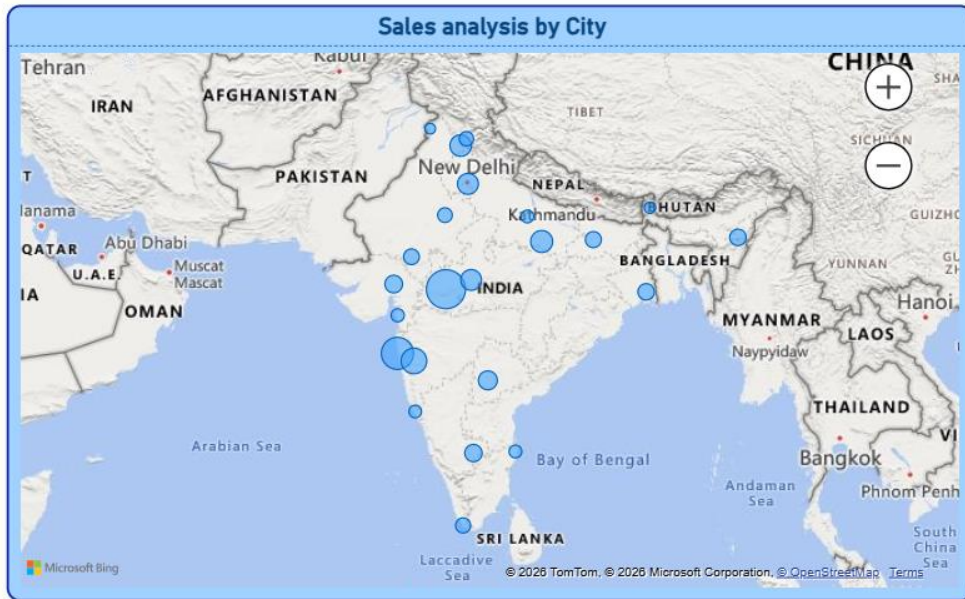 Sales analysis by City
Tehran
Kabul
CHINA
SHA
IRAN
AFGHANISTAN
TIBET
SICHUAN
PAKISTAN
New Delhi
NEPAL
Kathmandu
BHUTAN
GUIZHO
QATAR
Abu Dhabi
U.A.E.
Muscat
Muscat
OMAN
BANGLADESH
YUNNAN
INDIA
MYANMAR
Hanoi
LAOS
Naypyidaw
THAILAND
Arabian Sea
Bay of Bengal
Bangkok
Andaman
Sea
Phnom Penh
SRI LANKA
South
China
Sea
Laccadive
Sea
Microsoft Bing
© 2026 TomTom, © 2026 Microsoft Corporation, © OpenStreetMap Terms